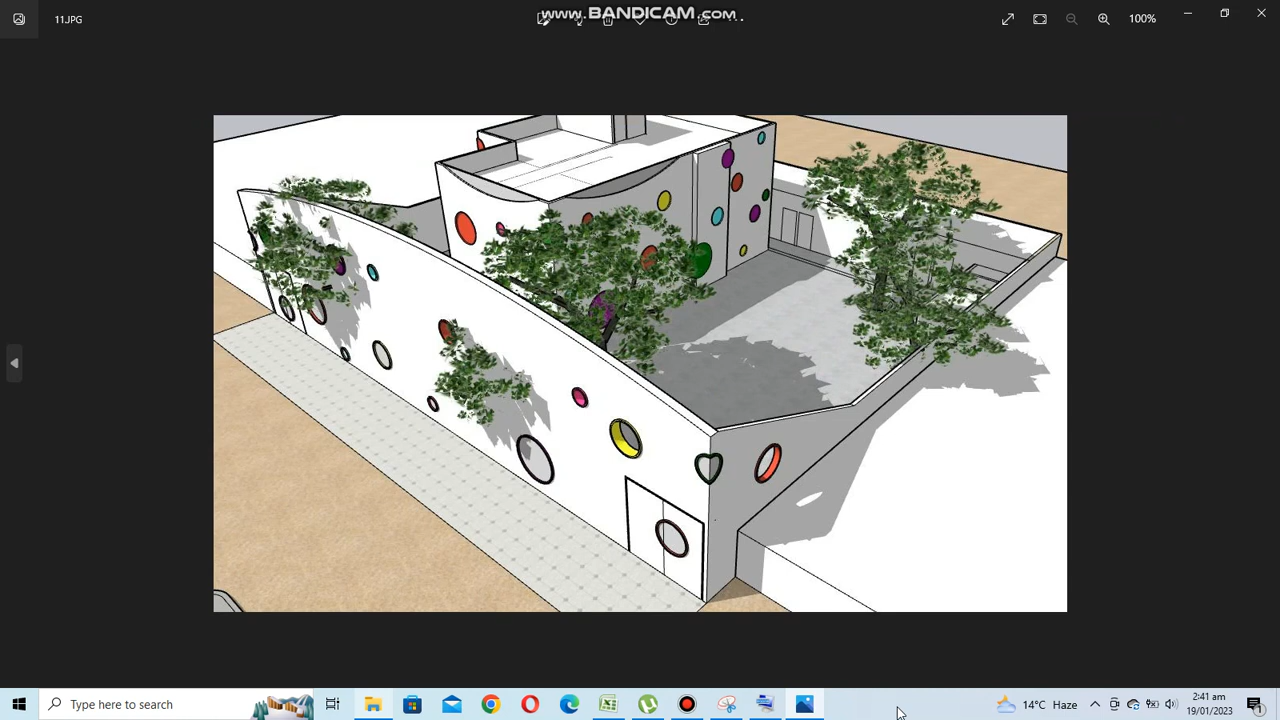 11.JPG
www.BANDICAM.com
100%
Type here to search
14°C Haze
2:41 am
19/01/2023